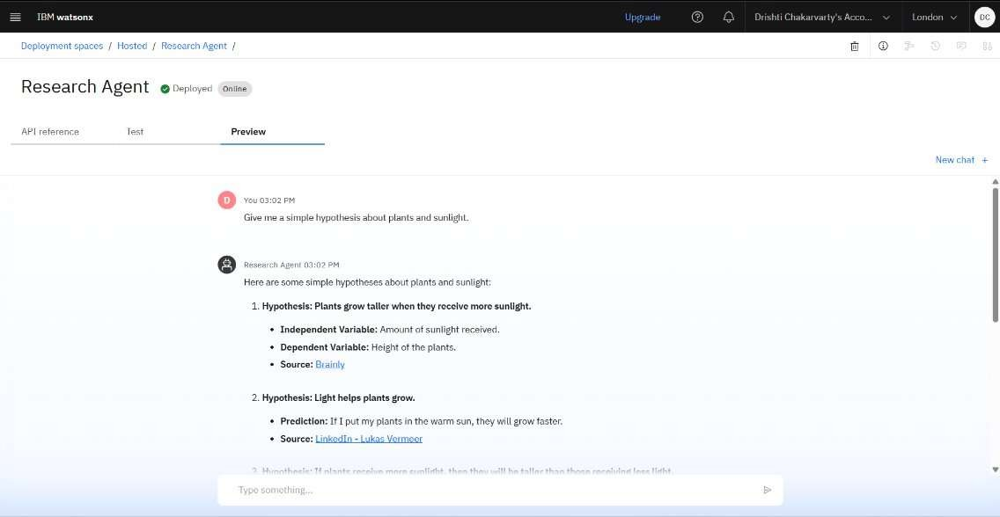 IBM watsonx
Upgrade
Drishti Chakarvarty's Acco...
London
DC
Deployment spaces / Hosted / Research Agent /
Research Agent
Deployed
Online
API reference
Test
Preview
New chat +
D
You 03:02 PM
Give me a simple hypothesis about plants and sunlight.
Research Agent 03:02 PM
Here are some simple hypotheses about plants and sunlight:
1. Hypothesis: Plants grow taller when they receive more sunlight.
• Independent Variable: Amount of sunlight received.
• Dependent Variable: Height of the plants.
• Source: Brainly
2. Hypothesis: Light helps plants grow.
• Prediction: If I put my plants in the warm sun, they will grow faster.
• Source: LinkedIn - Lukas Vermeer
3. Hypothesis: If plants receive more sunlight, then they will be taller than those receiving less light.
Type something...